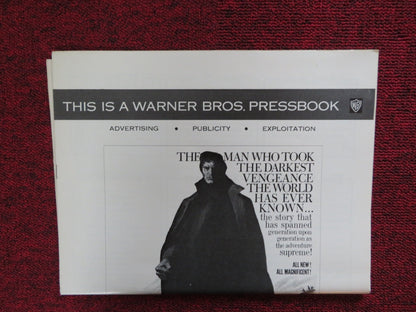 THIS IS A WARNER BROS. PRESSBOOK
ADVERTISING • PUBLICITY • EXPLOITATION
THE MAN WHO TOOK
THE DARKEST
VENGEANCE
THE WORLD
HAS EVER
KNOWN...
the story that
has spanned
generation upon
generation as
the adventure
supreme!
ALL NEW!
ALL MAGNIFICENT!